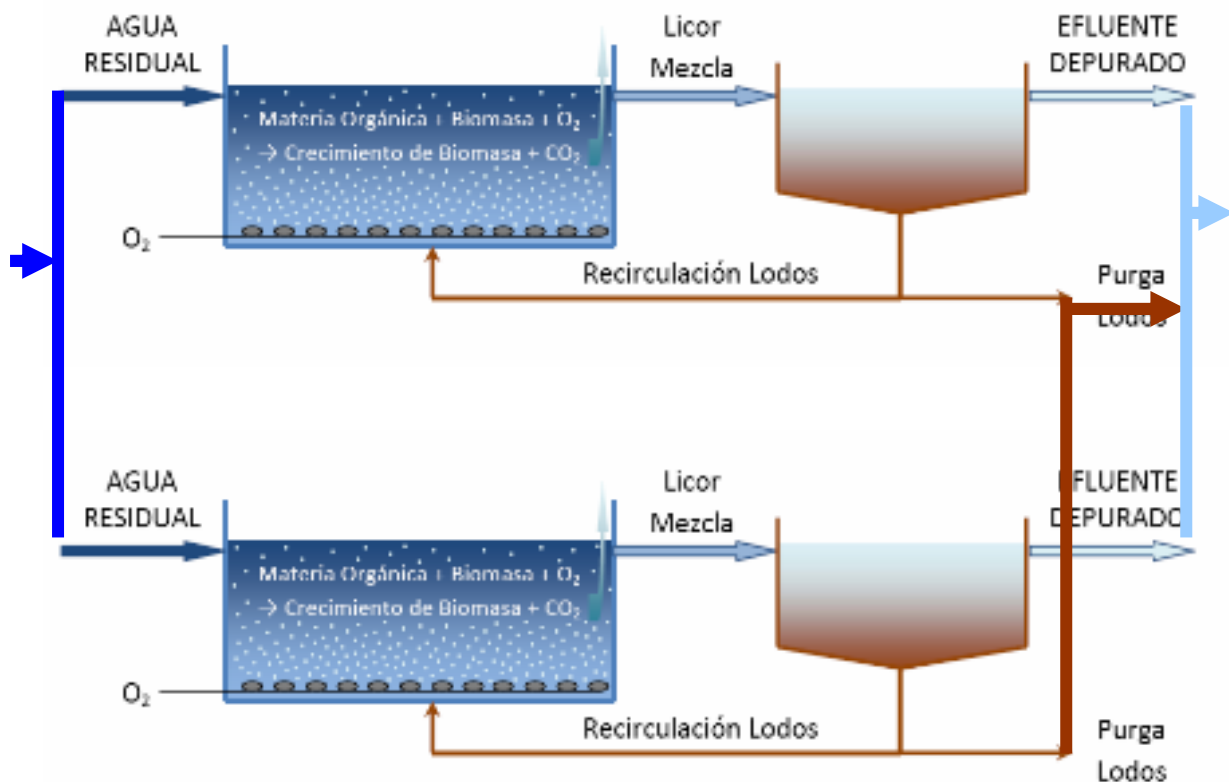 AGUA
RESIDUAL
Licor
Mezcla
EFLUENTE
DEPURADO
Materia Orgánica + Biomasa + O₂
→ Crecimiento de Biomasa + CO₂
O₂
Recirculación Lodos
Purga
Lodos
AGUA
RESIDUAL
Licor
Mezcla
EFLUENTE
DEPURADO
Materia Orgánica + Biomasa + O₂
→ Crecimiento de Biomasa + CO₂
O₂
Recirculación Lodos
Purga
Lodos